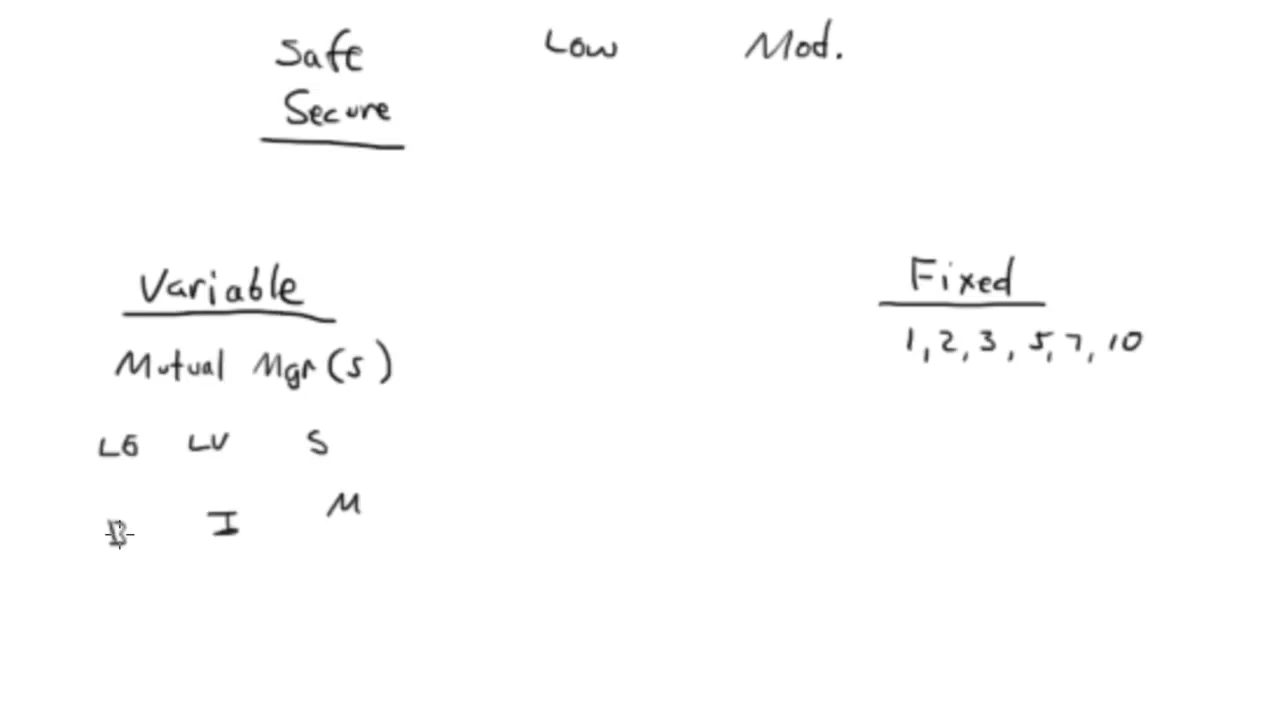 Safe Low Mod.
Secure
Variable
Mutual Mgr(s)
LG LV S
B I M
Fixed
1, 2, 3, 5, 7, 10